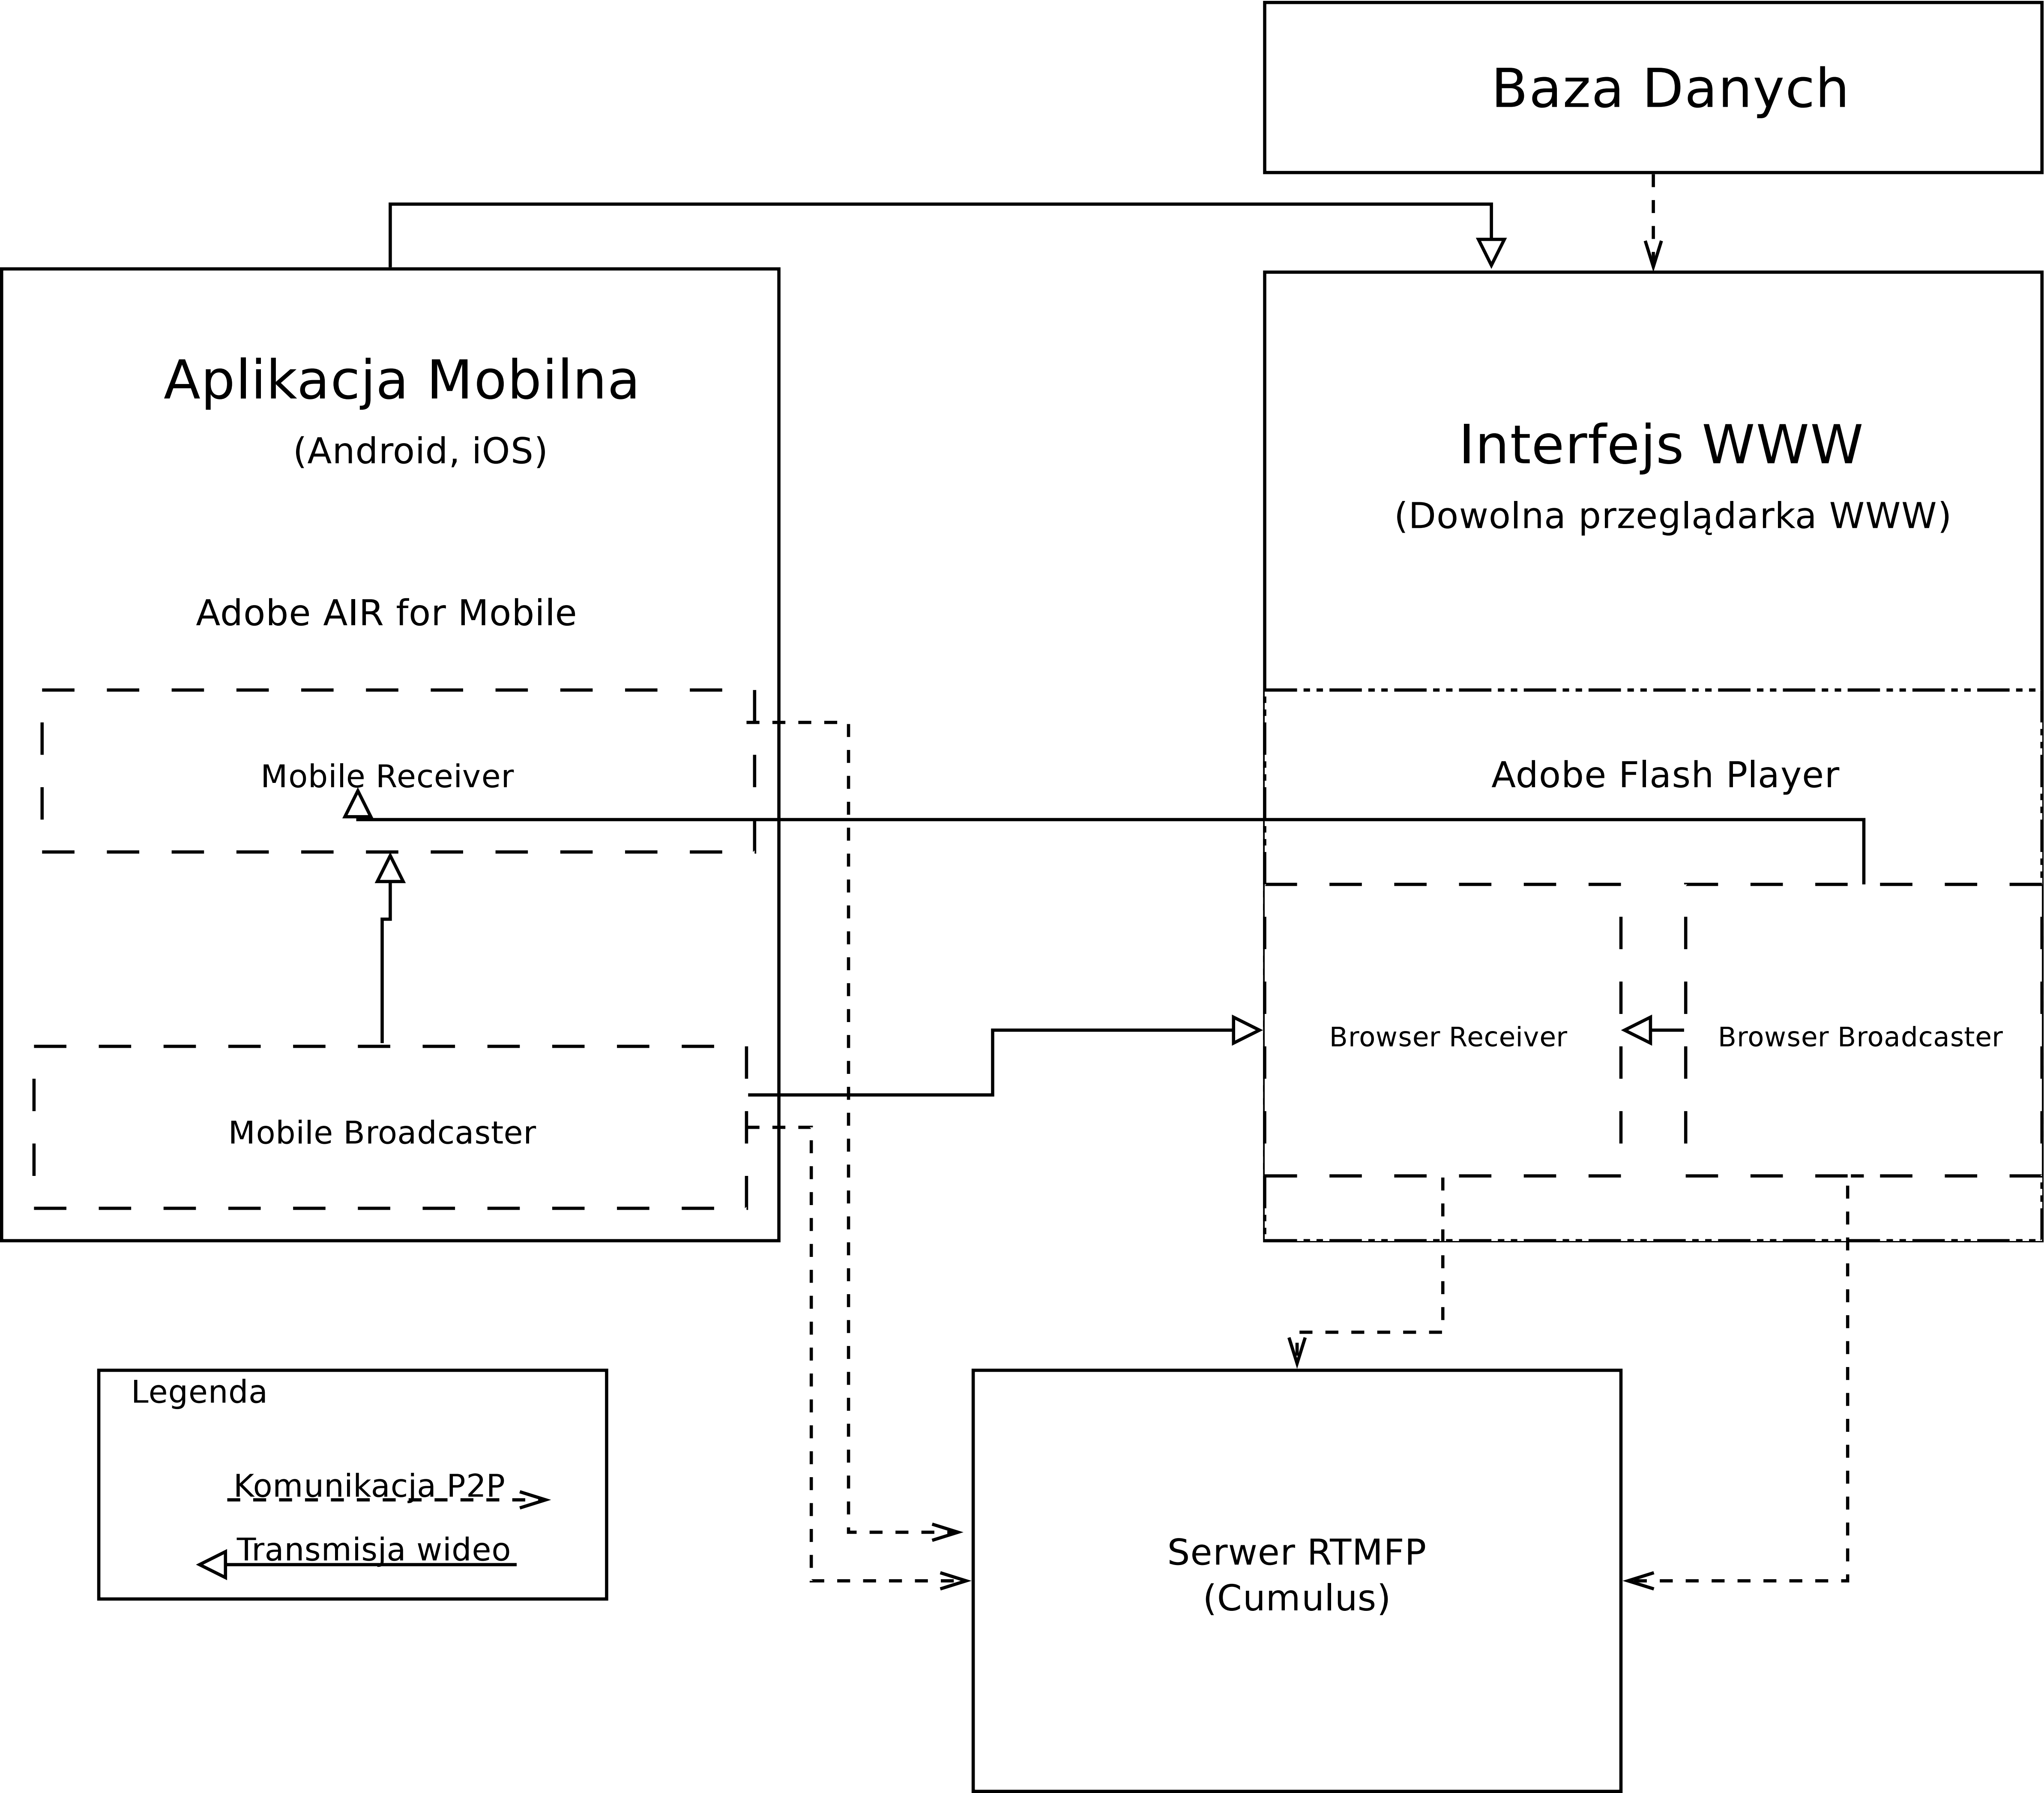 Baza Danych
Aplikacja Mobilna
(Android, iOS)
Interfejs WWW
(Dowolna przeglądarka WWW)
Adobe AIR for Mobile
Mobile Receiver
Adobe Flash Player
Browser Receiver
Browser Broadcaster
Mobile Broadcaster
Legenda
Komunikacja P2P
Transmisja wideo
Serwer RTMFP
(Cumulus)